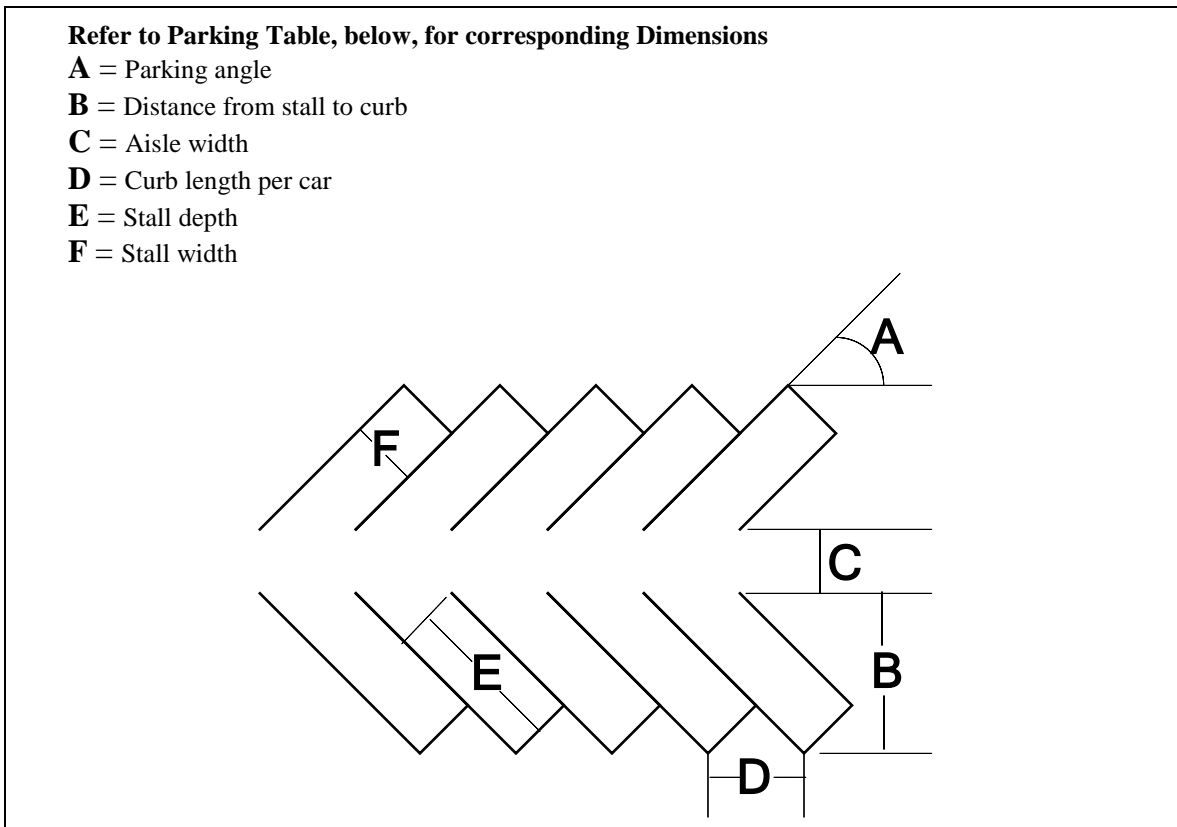 Refer to Parking Table, below, for corresponding Dimensions
A = Parking angle
B = Distance from stall to curb
C = Aisle width
D = Curb length per car
E = Stall depth
F = Stall width
A
F
C
E
B
D